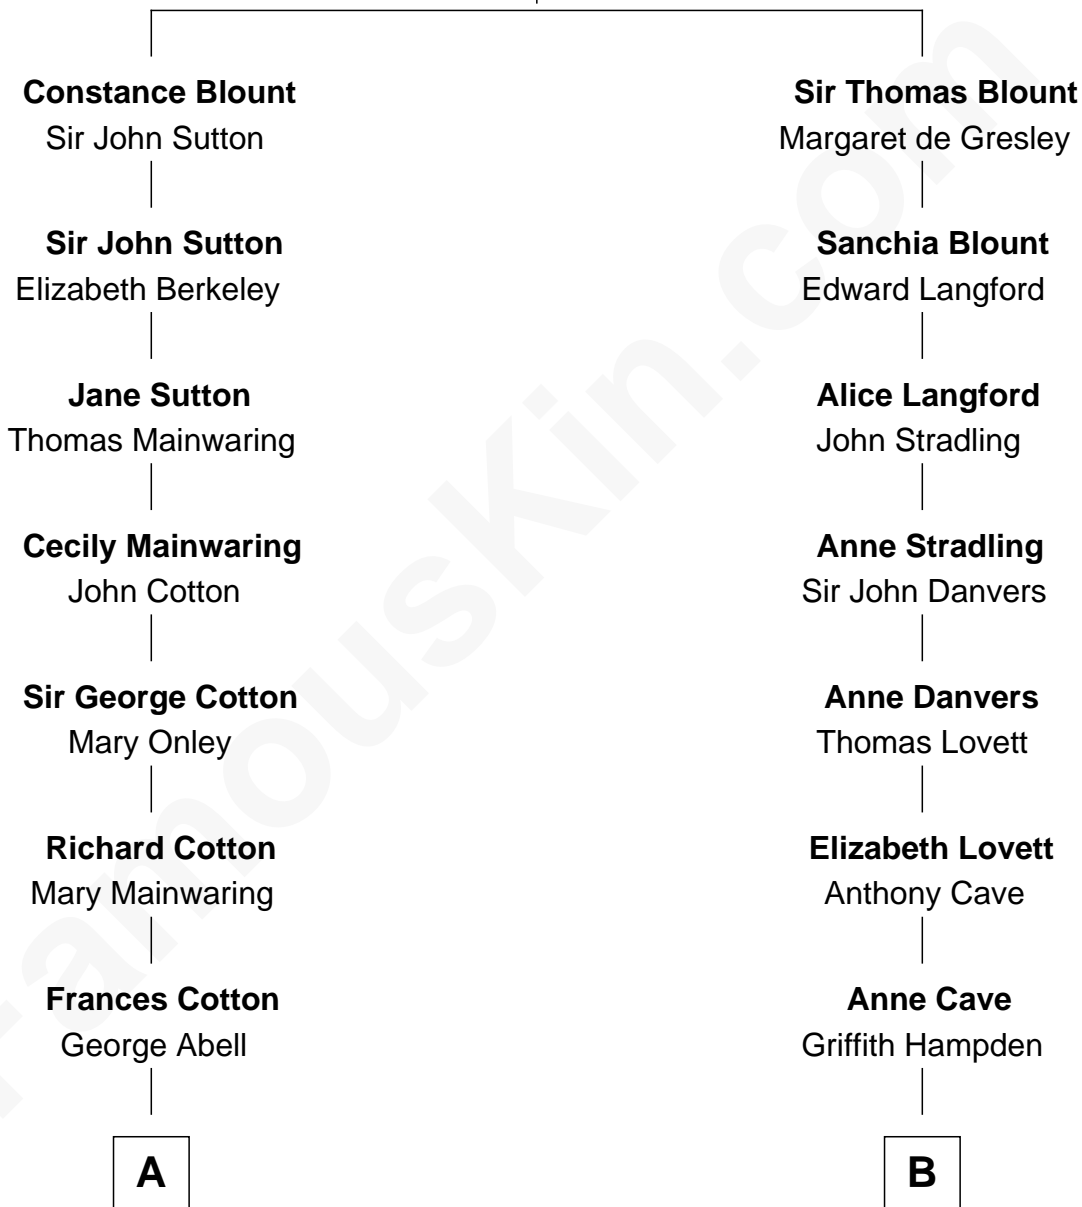 Constance Blount
Sir John Sutton
Sir John Sutton
Elizabeth Berkeley
Jane Sutton
Thomas Mainwaring
Cecily Mainwaring
John Cotton
Sir George Cotton
Mary Onley
Richard Cotton
Mary Mainwaring
Frances Cotton
George Abell
A
Sir Thomas Blount
Margaret de Gresley
Sanchia Blount
Edward Langford
Alice Langford
John Stradling
Anne Stradling
Sir John Danvers
Anne Danvers
Thomas Lovett
Elizabeth Lovett
Anthony Cave
Anne Cave
Griffith Hampden
B
FamousKin.com